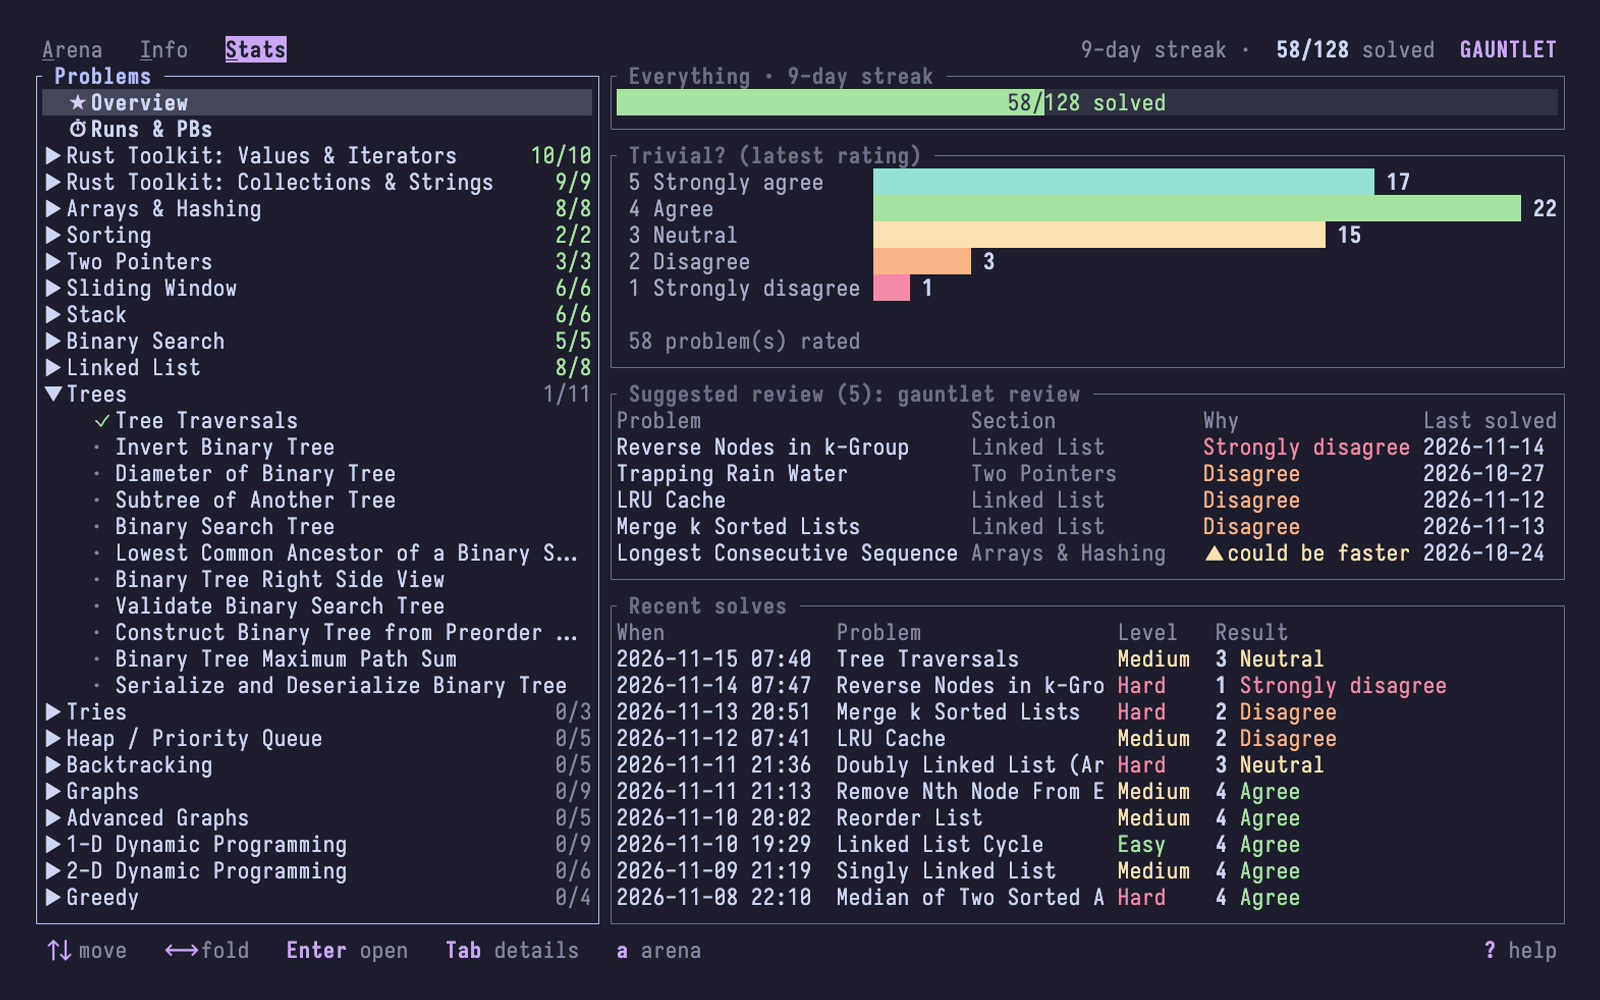 Arena Info Stats 9-day streak · 58/128 solved GAUNTLET
Problems
★ Overview
⏱ Runs & PBs
▶ Rust Toolkit: Values & Iterators 10/10
▶ Rust Toolkit: Collections & Strings 9/9
▶ Arrays & Hashing 8/8
▶ Sorting 2/2
▶ Two Pointers 3/3
▶ Sliding Window 6/6
▶ Stack 6/6
▶ Binary Search 5/5
▶ Linked List 8/8
▼ Trees 1/11
✓ Tree Traversals
· Invert Binary Tree
· Diameter of Binary Tree
· Subtree of Another Tree
· Binary Search Tree
· Lowest Common Ancestor of a Binary S...
· Binary Tree Right Side View
· Validate Binary Search Tree
· Construct Binary Tree from Preorder ...
· Binary Tree Maximum Path Sum
· Serialize and Deserialize Binary Tree
▶ Tries 0/3
▶ Heap / Priority Queue 0/5
▶ Backtracking 0/5
▶ Graphs 0/9
▶ Advanced Graphs 0/5
▶ 1-D Dynamic Programming 0/9
▶ 2-D Dynamic Programming 0/6
▶ Greedy 0/4
Everything · 9-day streak
58/128 solved
Trivial? (latest rating)
5 Strongly agree 17
4 Agree 22
3 Neutral 15
2 Disagree 3
1 Strongly disagree 1
58 problem(s) rated
Suggested review (5): gauntlet review
Problem Section Why Last solved
Reverse Nodes in k-Group Linked List Strongly disagree 2026-11-14
Trapping Rain Water Two Pointers Disagree 2026-10-27
LRU Cache Linked List Disagree 2026-11-12
Merge k Sorted Lists Linked List Disagree 2026-11-13
Longest Consecutive Sequence Arrays & Hashing ▲ could be faster 2026-10-24
Recent solves
When Problem Level Result
2026-11-15 07:40 Tree Traversals Medium 3 Neutral
2026-11-14 07:47 Reverse Nodes in k-Gro Hard 1 Strongly disagree
2026-11-13 20:51 Merge k Sorted Lists Hard 2 Disagree
2026-11-12 07:41 LRU Cache Medium 2 Disagree
2026-11-11 21:36 Doubly Linked List (Ar Hard 3 Neutral
2026-11-11 21:13 Remove Nth Node From E Medium 4 Agree
2026-11-10 20:02 Reorder List Medium 4 Agree
2026-11-10 19:29 Linked List Cycle Easy 4 Agree
2026-11-09 21:19 Singly Linked List Medium 4 Agree
2026-11-08 22:10 Median of Two Sorted A Hard 4 Agree
↑↓ move ←→ fold Enter open Tab details a arena ? help